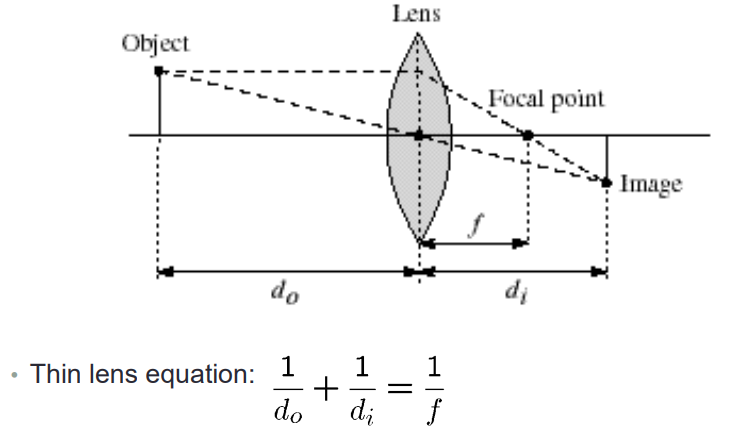 Lens
Object
Focal point
Image
f
dₒ
dᵢ
• Thin lens equation: 1/dₒ + 1/dᵢ = 1/f